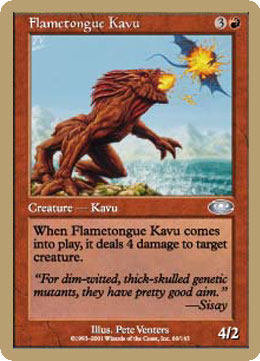 Flametongue Kavu 3
Creature — Kavu
When Flametongue Kavu comes
into play, it deals 4 damage to target
creature.
“For dim-witted, thick-skulled genetic
mutants, they have pretty good aim.”
—Sisay
Illus. Pete Venters
©1993–2001 Wizards of the Coast, Inc. 60/143
4/2